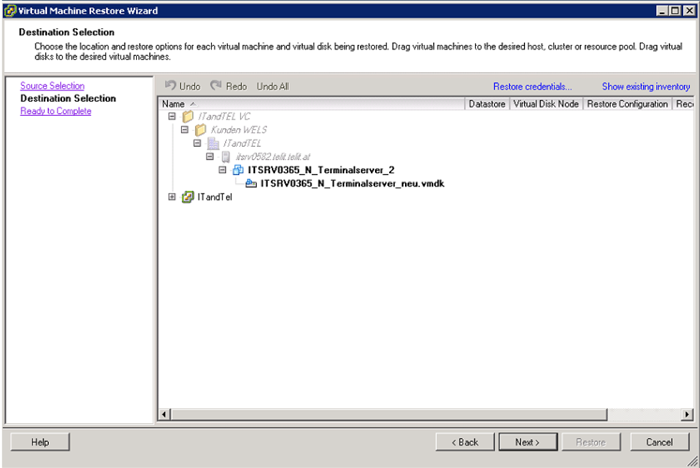 Virtual Machine Restore Wizard
Destination Selection
Choose the location and restore options for each virtual machine and virtual disk being restored. Drag virtual machines to the desired host, cluster or resource pool. Drag virtual
disks to the desired virtual machines.
Source Selection
Destination Selection
Ready to Complete
Undo Redo Undo All Restore credentials... Show existing inventory
Name Datastore Virtual Disk Node Restore Configuration Reco
ITandTEL VC
Kunden WELS
ITandTEL
itsrv0582.telit.telit.at
ITSRV0365_N_Terminalserver_2
ITSRV0365_N_Terminalserver_neu.vmdk
ITandTel
Help < Back Next > Restore Cancel